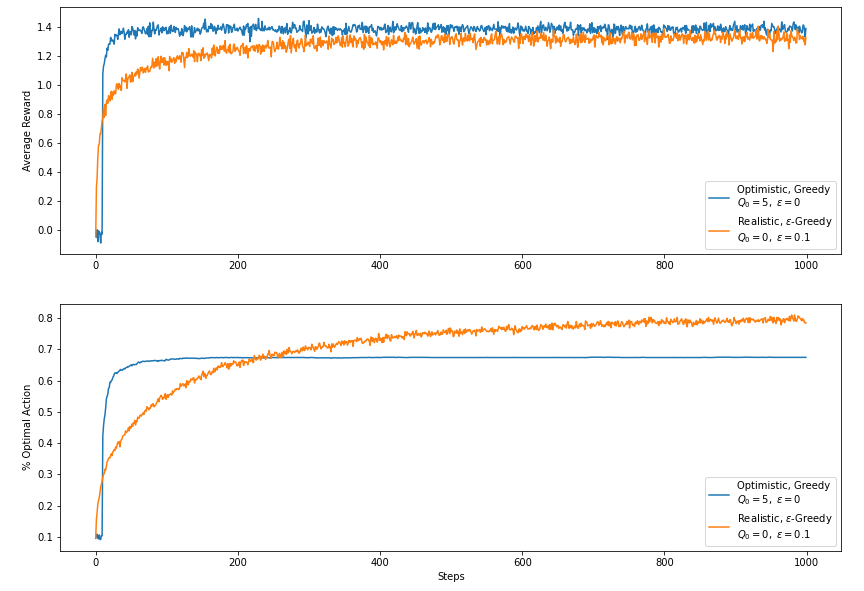 1.4
1.2
1.0
0.8
0.6
0.4
0.2
0.0
Average Reward
Optimistic, Greedy
Q₀ = 5, ε = 0
Realistic, ε-Greedy
Q₀ = 0, ε = 0.1
0 200 400 600 800 1000
0.8
0.7
0.6
0.5
0.4
0.3
0.2
0.1
% Optimal Action
Optimistic, Greedy
Q₀ = 5, ε = 0
Realistic, ε-Greedy
Q₀ = 0, ε = 0.1
0 200 400 600 800 1000
Steps